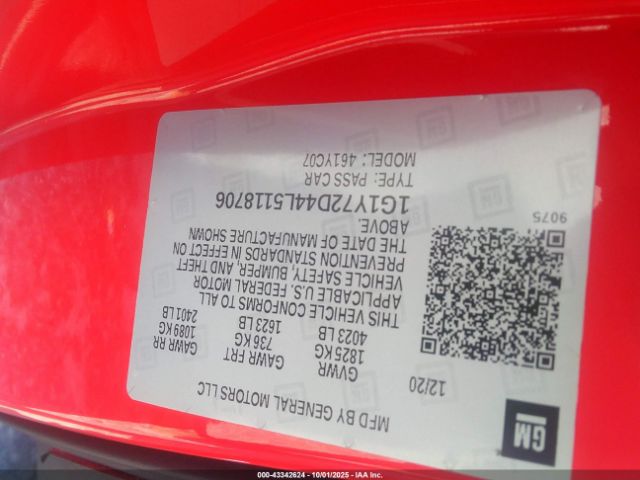 MFD BY GENERAL MOTORS LLC
12/20
GVWR GAWR FRT GAWR RR
1825 KG 736 KG 1089 KG
4023 LB 1623 LB 2401 LB
THIS VEHICLE CONFORMS TO ALL
APPLICABLE U.S. FEDERAL MOTOR
VEHICLE SAFETY, BUMPER, AND THEFT
PREVENTION STANDARDS IN EFFECT ON
THE DATE OF MANUFACTURE SHOWN
ABOVE.
1G1Y72D44L5118706
TYPE: PASS CAR
MODEL: 461YC07
GM
9075
000-43342624 | 10/01/2025 | IAA Inc.